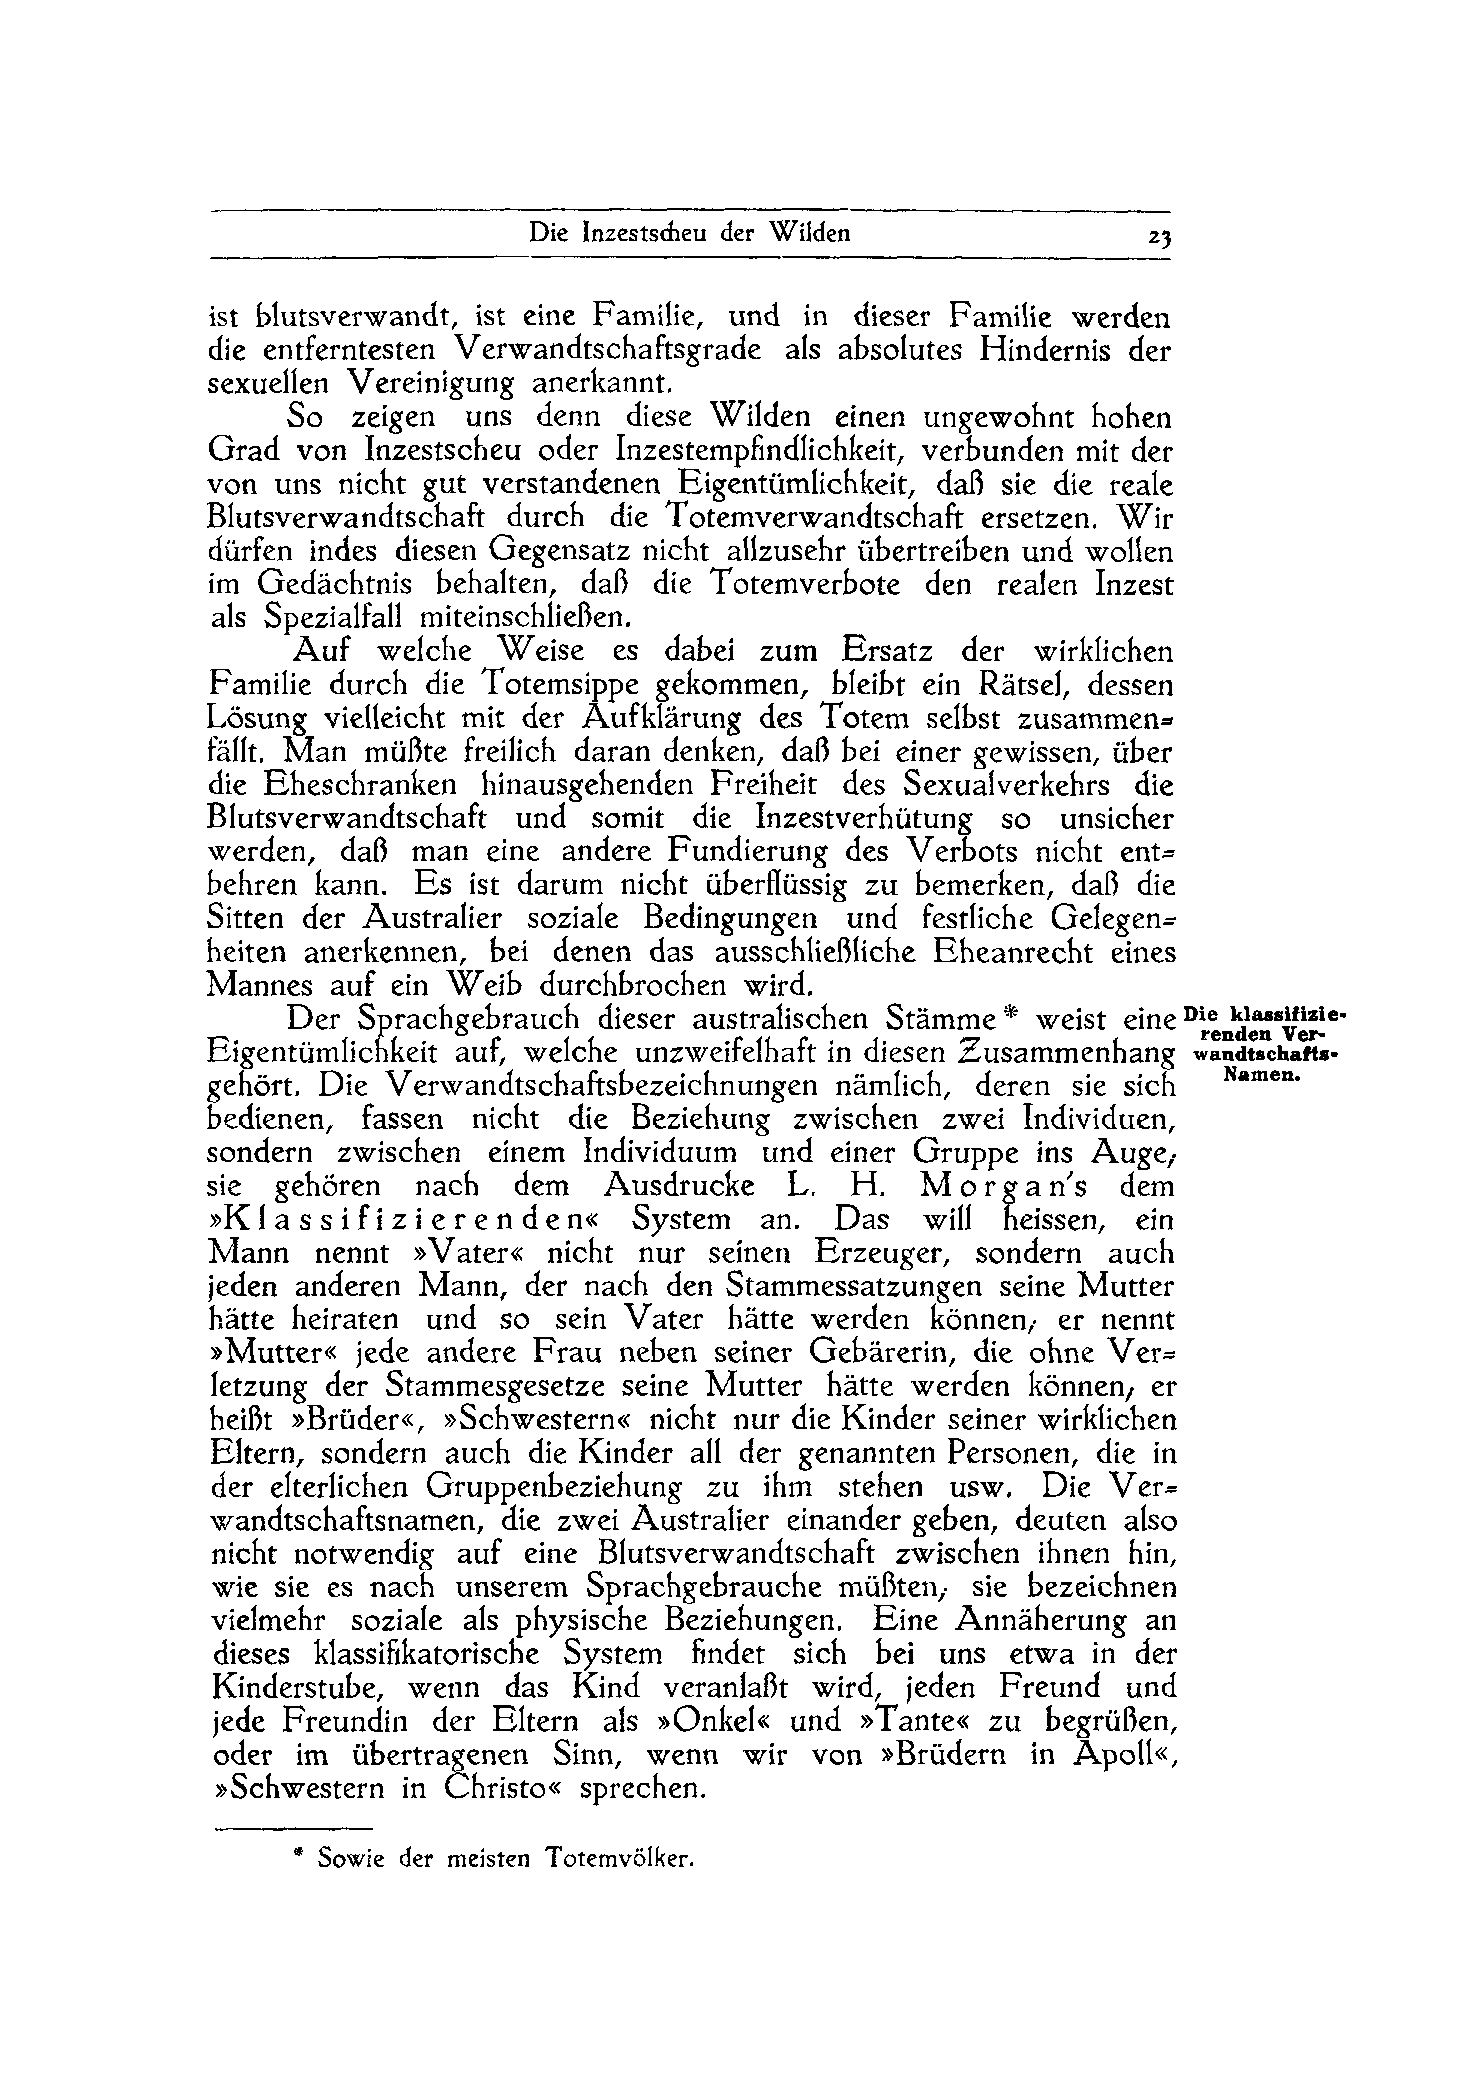 Die Inzestscheu der Wilden 23
ist blutsverwandt, ist eine Familie, und in dieser Familie werden
die entferntesten Verwandtschaftsgrade als absolutes Hindernis der
sexuellen Vereinigung anerkannt.
So zeigen uns denn diese Wilden einen ungewohnt hohen
Grad von Inzestscheu oder Inzestempfindlichkeit, verbunden mit der
von uns nicht gut verstandenen Eigentümlichkeit, daß sie die reale
Blutsverwandtschaft durch die Totemverwandtschaft ersetzen. Wir
dürfen indes diesen Gegensatz nicht allzusehr übertreiben und wollen
im Gedächtnis behalten, daß die Totemverbote den realen Inzest
als Spezialfall miteinschließen.
Auf welche Weise es dabei zum Ersatz der wirklichen
Familie durch die Totemsippe gekommen, bleibt ein Rätsel, dessen
Lösung vielleicht mit der Aufklärung des Totem selbst zusammen-
fällt. Man müßte freilich daran denken, daß bei einer gewissen, über
die Eheschranken hinausgehenden Freiheit des Sexualverkehrs die
Blutsverwandtschaft und somit die Inzestverhütung so unsicher
werden, daß man eine andere Fundierung des Verbots nicht ent-
behren kann. Es ist darum nicht überflüssig zu bemerken, daß die
Sitten der Australier soziale Bedingungen und festliche Gelegen-
heiten anerkennen, bei denen das ausschließliche Eheanrecht eines
Mannes auf ein Weib durchbrochen wird.
Der Sprachgebrauch dieser australischen Stämme* weist eine
Eigentümlichkeit auf, welche unzweifelhaft in diesen Zusammenhang
gehört. Die Verwandtschaftsbezeichnungen nämlich, deren sie sich
bedienen, fassen nicht die Beziehung zwischen zwei Individuen,
sondern zwischen einem Individuum und einer Gruppe ins Auge;
sie gehören nach dem Ausdrucke L. H. Morgan's dem
»Klassifizierenden« System an. Das will heissen, ein
Mann nennt »Vater« nicht nur seinen Erzeuger, sondern auch
jeden anderen Mann, der nach den Stammessatzungen seine Mutter
hätte heiraten und so sein Vater hätte werden können; er nennt
»Mutter« jede andere Frau neben seiner Gebärerin, die ohne Ver-
letzung der Stammesgesetze seine Mutter hätte werden können; er
heißt »Brüder«, »Schwestern« nicht nur die Kinder seiner wirklichen
Eltern, sondern auch die Kinder all der genannten Personen, die in
der elterlichen Gruppenbeziehung zu ihm stehen usw. Die Ver-
wandtschaftsnamen, die zwei Australier einander geben, deuten also
nicht notwendig auf eine Blutsverwandtschaft zwischen ihnen hin,
wie sie es nach unserem Sprachgebrauche müßten; sie bezeichnen
vielmehr soziale als physische Beziehungen. Eine Annäherung an
dieses klassifikatorische System findet sich bei uns etwa in der
Kinderstube, wenn das Kind veranlaßt wird, jeden Freund und
jede Freundin der Eltern als »Onkel« und »Tante« zu begrüßen,
oder im übertragenen Sinn, wenn wir von »Brüdern in Apoll«,
»Schwestern in Christo« sprechen.
Die klassifizie-
renden Ver-
wandtschafts-
Namen.
* Sowie der meisten Totemvölker.